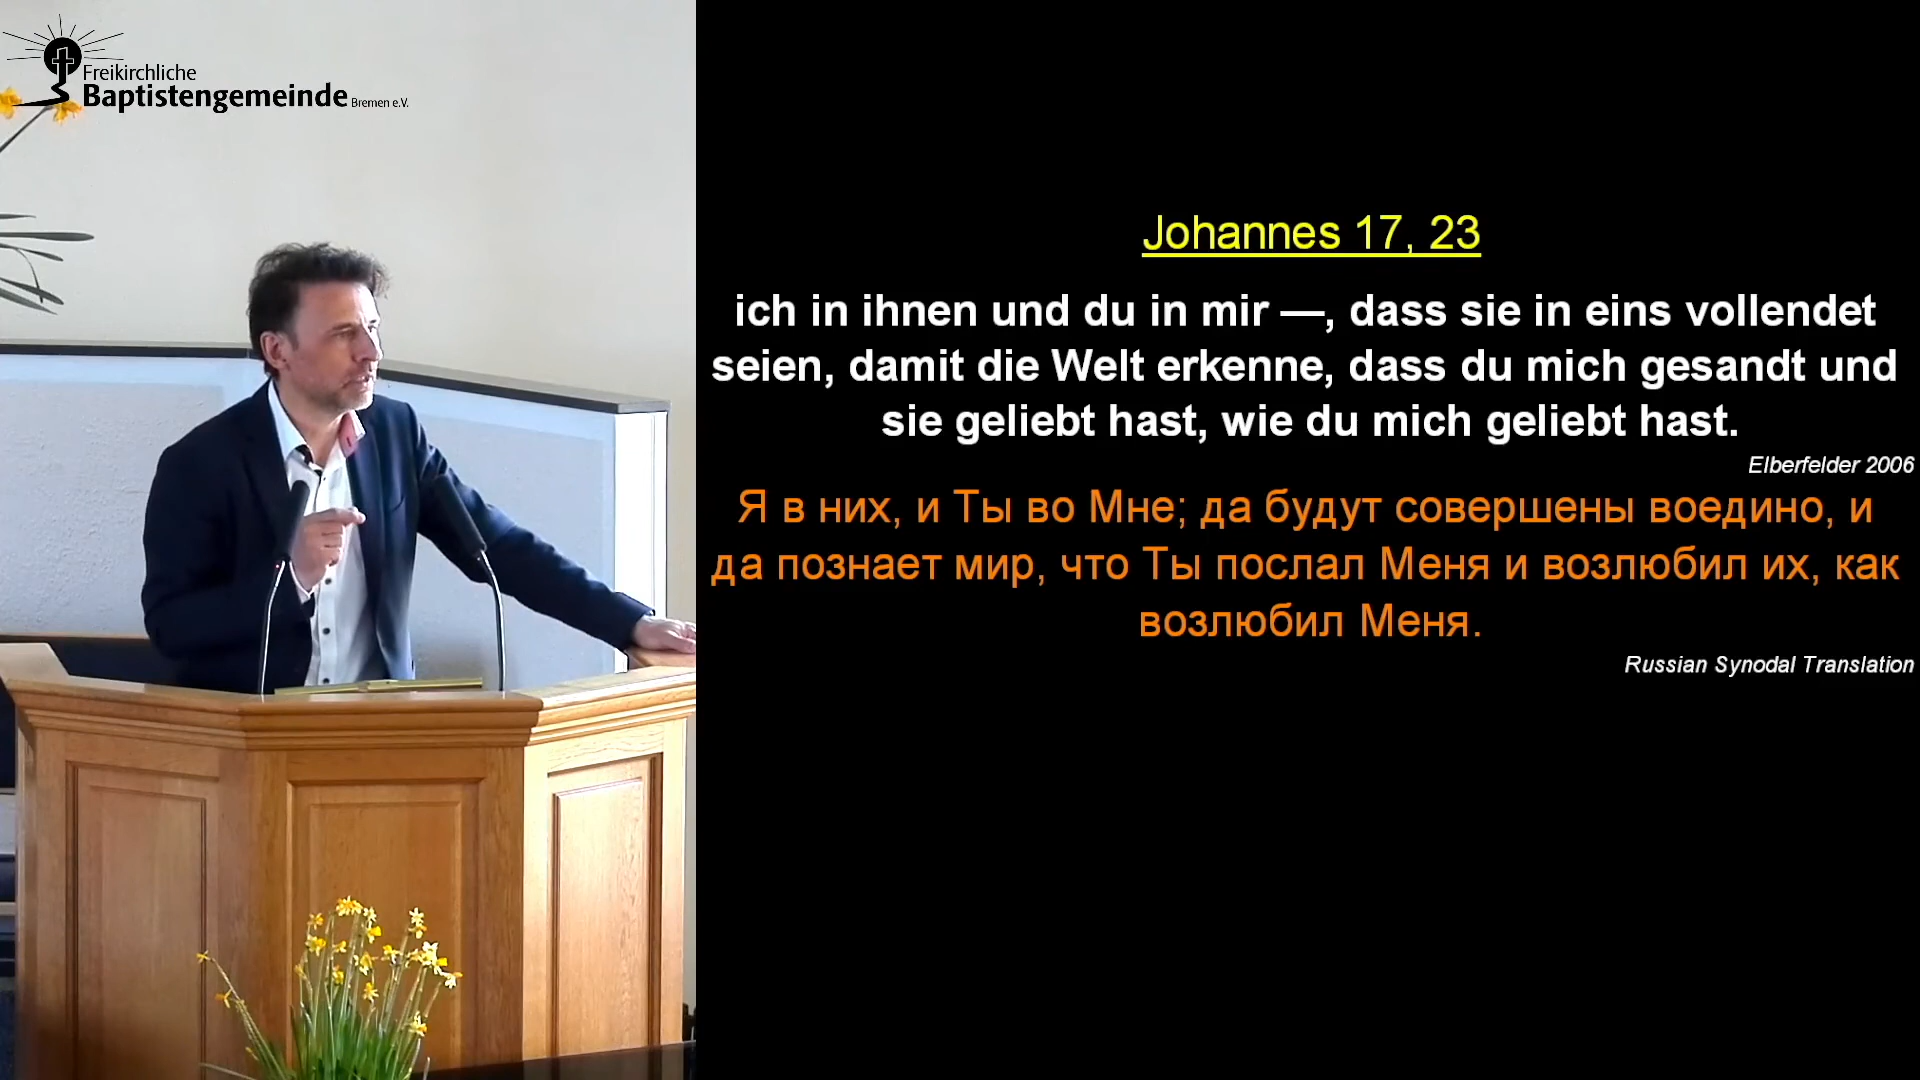 Freikirchliche
Baptistengemeinde Bremen e.V.
Johannes 17, 23
ich in ihnen und du in mir —, dass sie in eins vollendet
seien, damit die Welt erkenne, dass du mich gesandt und
sie geliebt hast, wie du mich geliebt hast.
Elberfelder 2006
Я в них, и Ты во Мне; да будут совершены воедино, и
да познает мир, что Ты послал Меня и возлюбил их, как
возлюбил Меня.
Russian Synodal Translation